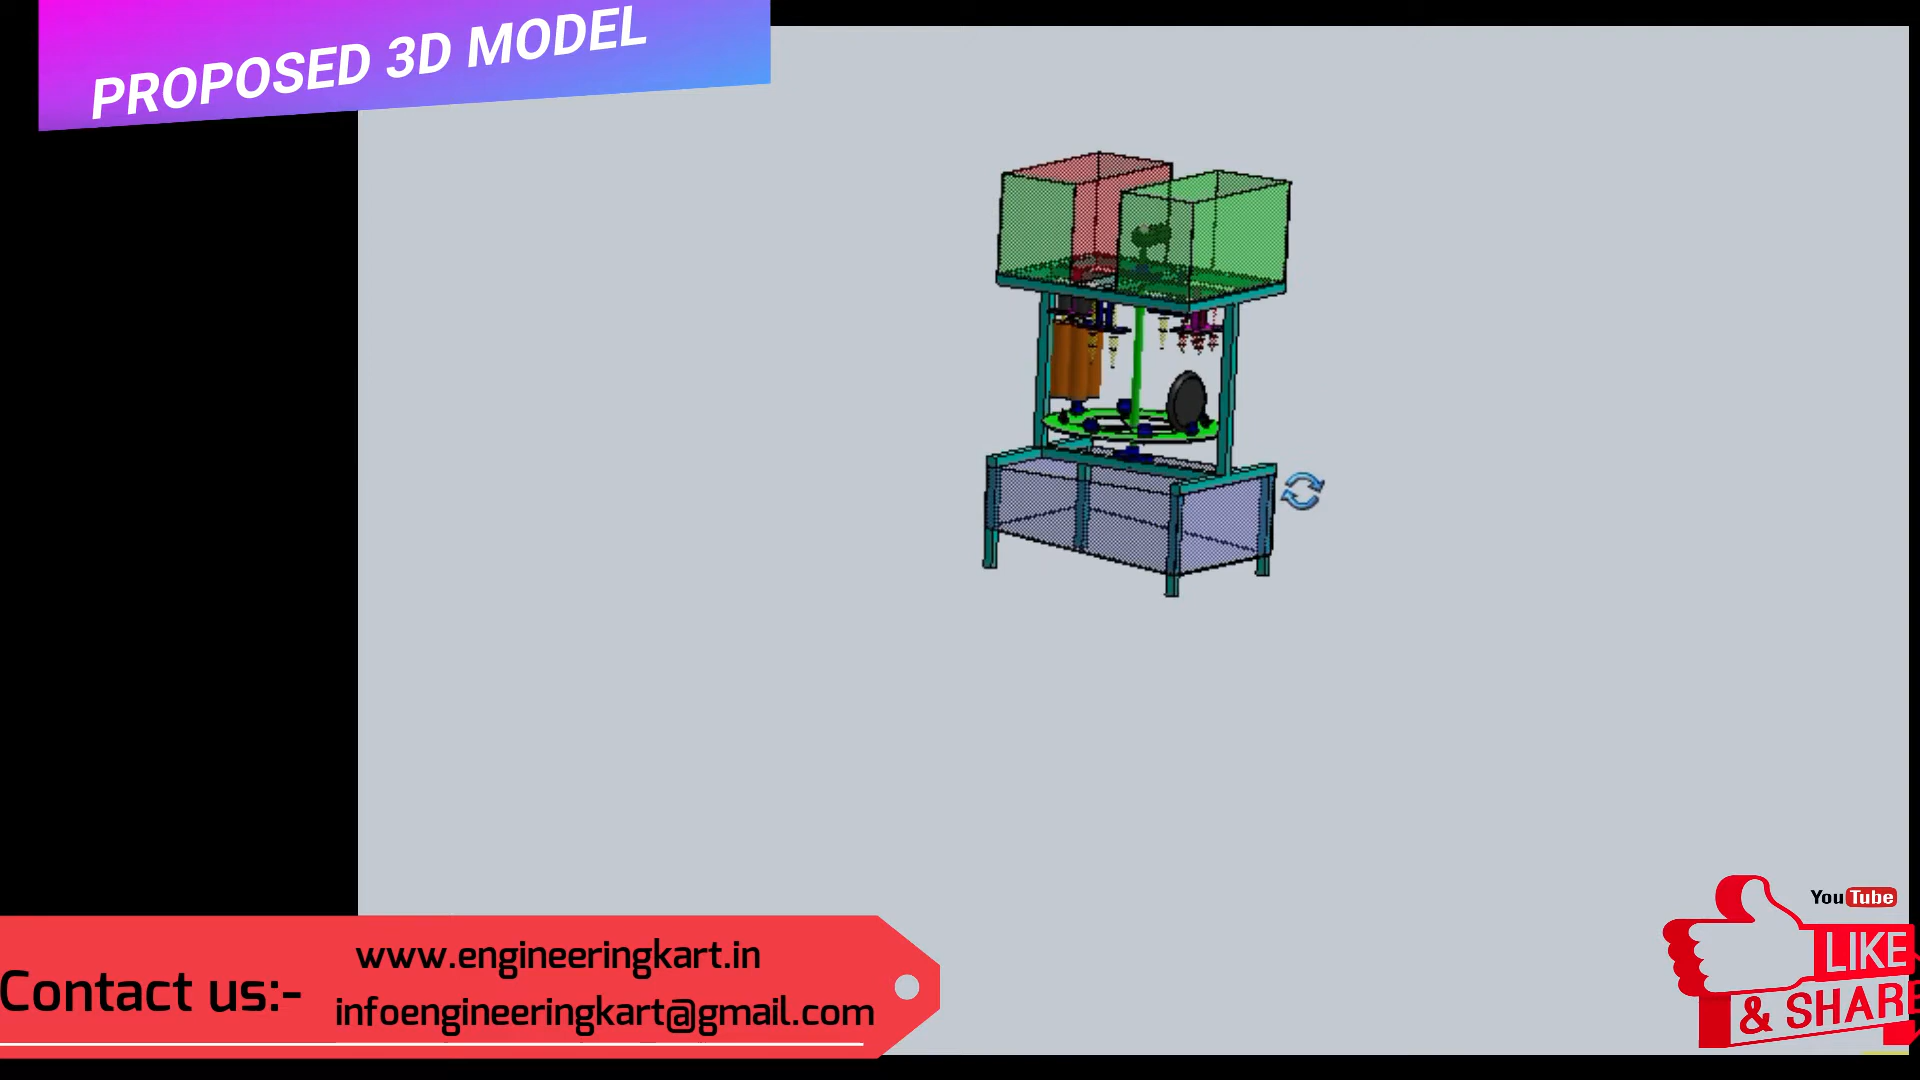 PROPOSED 3D MODEL
www.engineeringkart.in
Contact us:-
infoengineeringkart@gmail.com
YouTube
LIKE
& SHARE